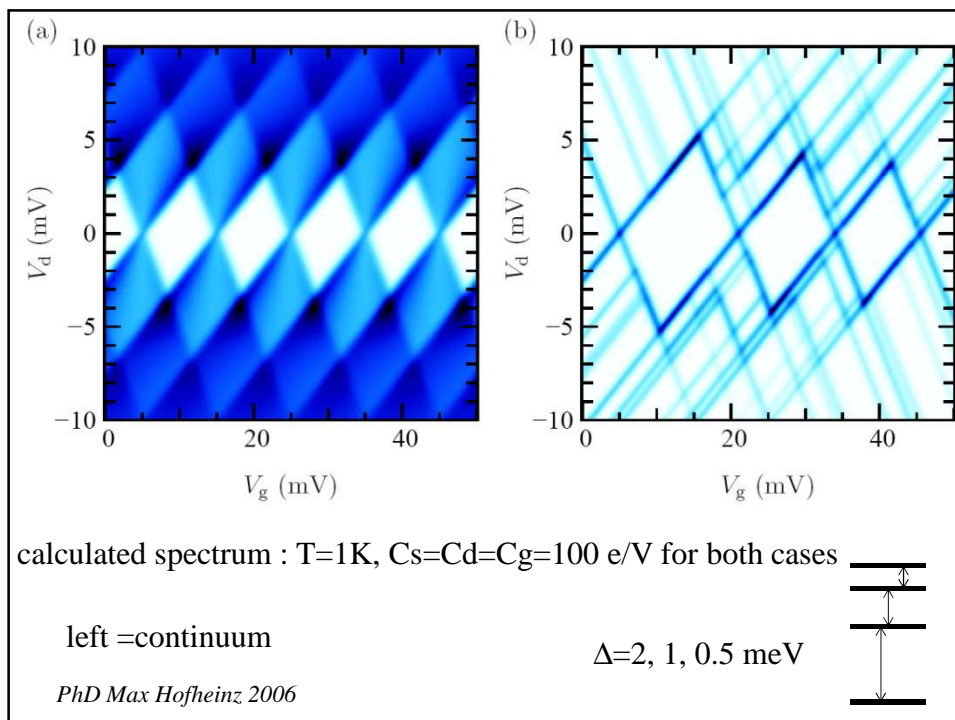 (a) (b)
10 10
5 5
0 0
−5 −5
−10 −10
V_d (mV) V_d (mV)
0 20 40 0 20 40
V_g (mV) V_g (mV)
calculated spectrum : T=1K, Cs=Cd=Cg=100 e/V for both cases
left =continuum
Δ=2, 1, 0.5 meV
PhD Max Hofheinz 2006